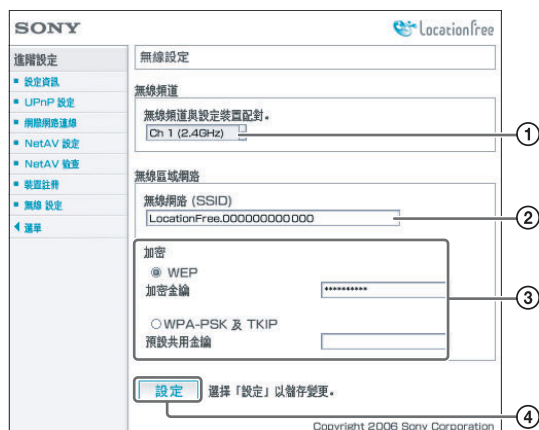 SONY
LocationFree
進階設定
設定資訊
UPnP 設定
網際網路連線
NetAV 設定
NetAV 檢查
裝置註冊
無線 設定
選單
無線設定
無線頻道
無線頻道與設定裝置配對。
Ch 1 (2.4GHz)
①
無線區域網路
無線網路 (SSID)
LocationFree.000000000000
②
加密
WEP
加密金鑰
**********
③
WPA-PSK 及 TKIP
預設共用金鑰
設定
選擇「設定」以儲存變更。
④
Copyright 2006 Sony Corporation